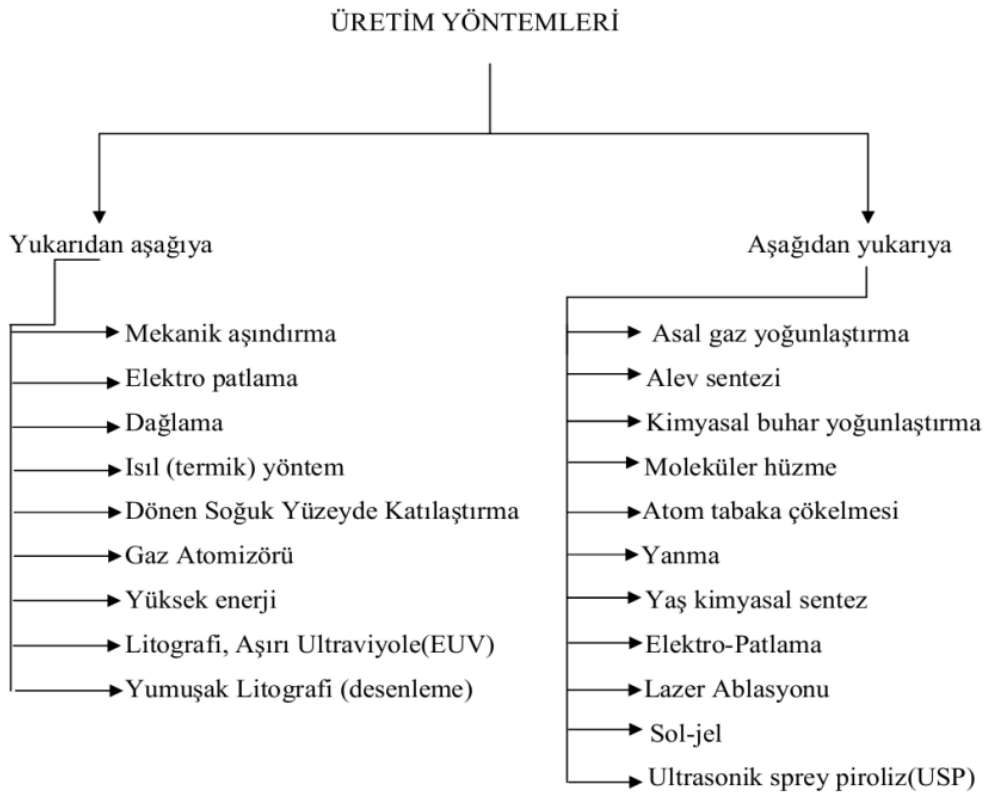 ÜRETİM YÖNTEMLERİ
Yukarıdan aşağıya
Mekanik aşındırma
Elektro patlama
Dağlama
Isıl (termik) yöntem
Dönen Soğuk Yüzeyde Katılaştırma
Gaz Atomizörü
Yüksek enerji
Litografi, Aşırı Ultraviyole(EUV)
Yumuşak Litografi (desenleme)
Aşağıdan yukarıya
Asal gaz yoğunlaştırma
Alev sentezi
Kimyasal buhar yoğunlaştırma
Moleküler hüzme
Atom tabaka çökelmesi
Yanma
Yaş kimyasal sentez
Elektro-Patlama
Lazer Ablasyonu
Sol-jel
Ultrasonik sprey piroliz(USP)